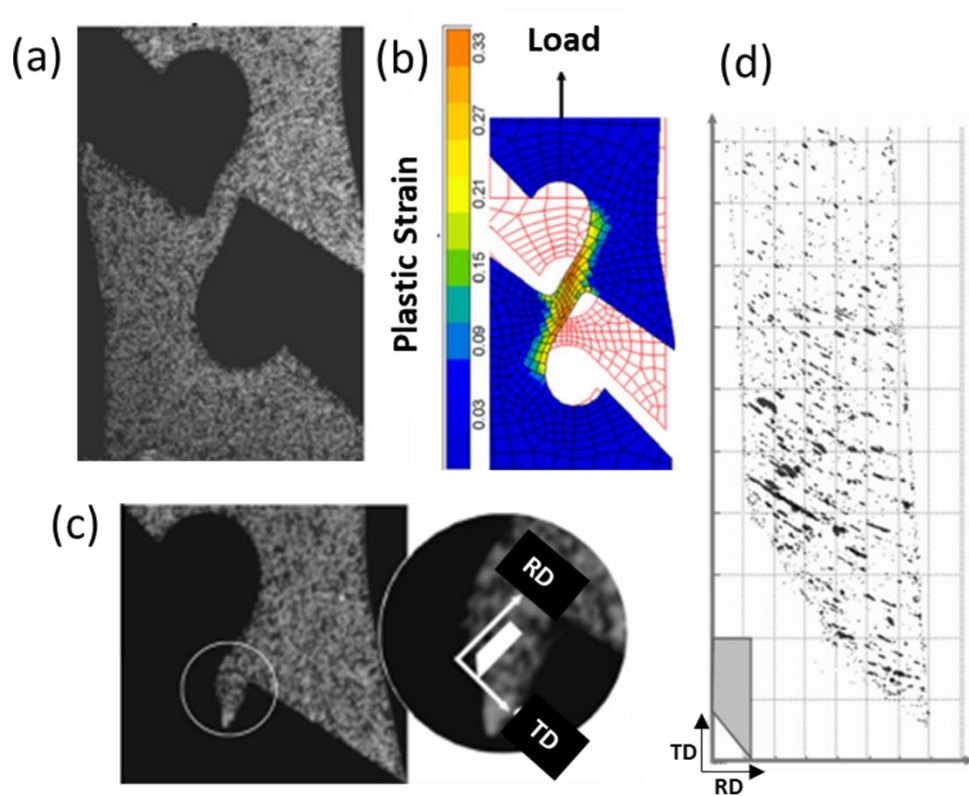 (a)
(b)
Load
(d)
Plastic Strain
0.33
0.27
0.21
0.15
0.09
0.03
(c)
RD
TD
TD
RD